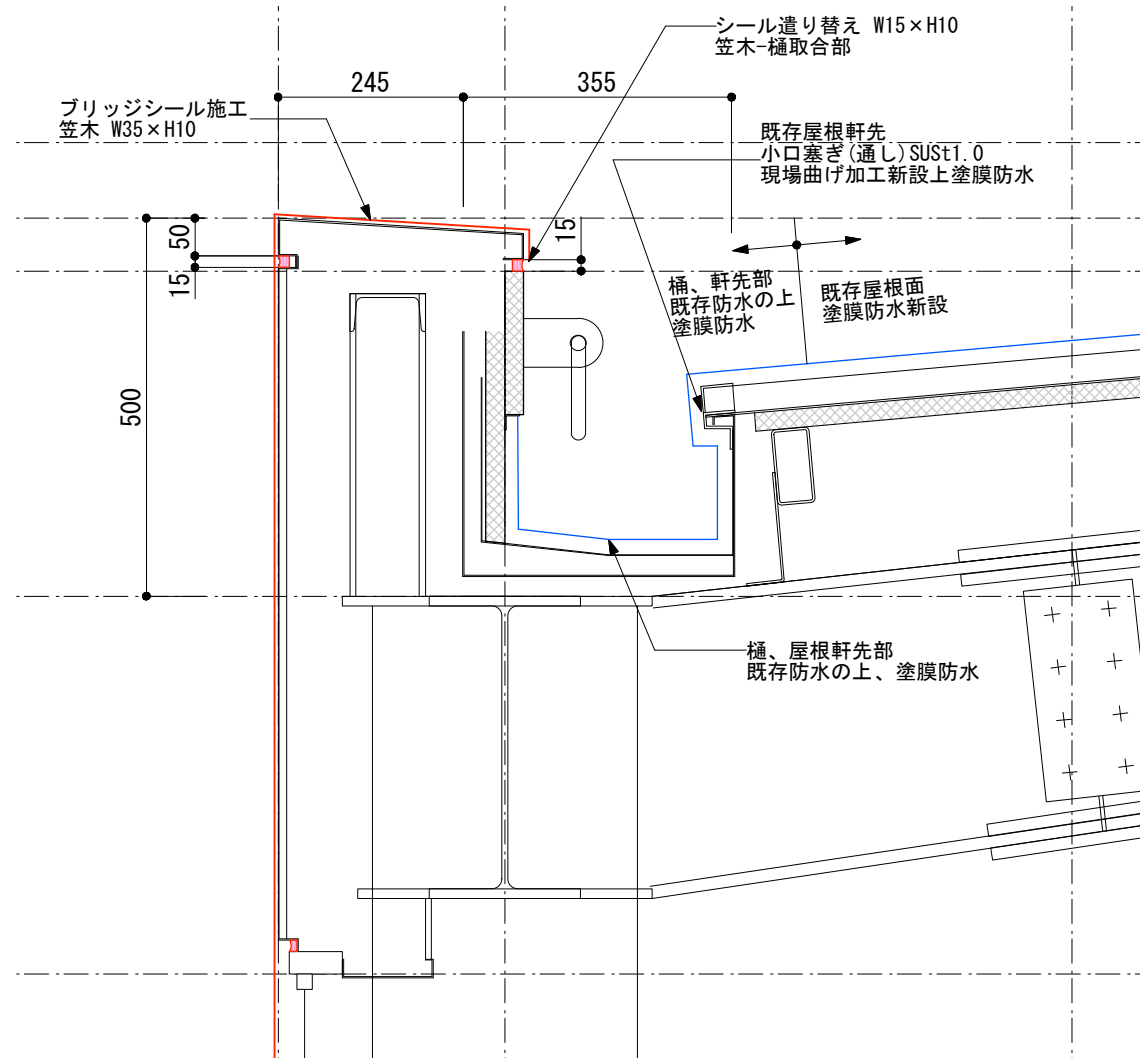 シール遣り替え W15×H10
笠木-樋取合部
245
355
ブリッジシール施工
笠木 W35×H10
既存屋根軒先
小口塞ぎ(通し)SUSt1.0
現場曲げ加工新設上塗膜防水
50
15
15
桶、軒先部
既存防水の上
塗膜防水
既存屋根面
塗膜防水新設
500
樋、屋根軒先部
既存防水の上、塗膜防水